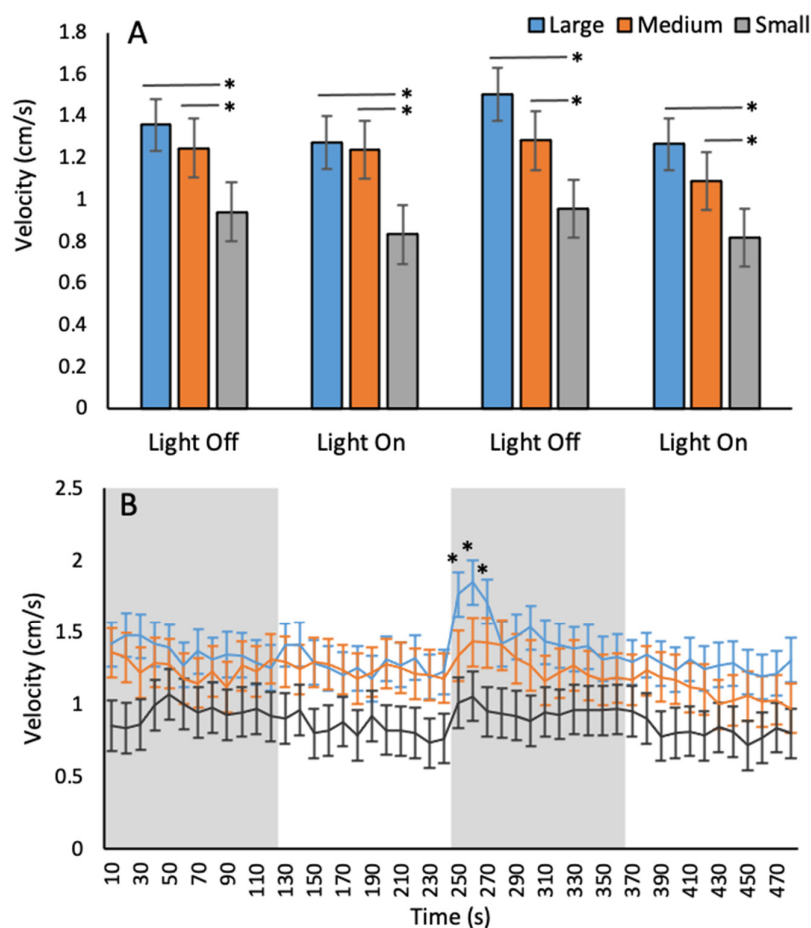 A
Large Medium Small
Velocity (cm/s)
1.8
1.6
1.4
1.2
1
0.8
0.6
0.4
0.2
0
* * * *
* * * *
Light Off Light On Light Off Light On
B
Velocity (cm/s)
2.5
2
1.5
1
0.5
0
* * *
10 30 50 70 90 110 130 150 170 190 210 230 250 270 290 310 330 350 370 390 410 430 450 470
Time (s)